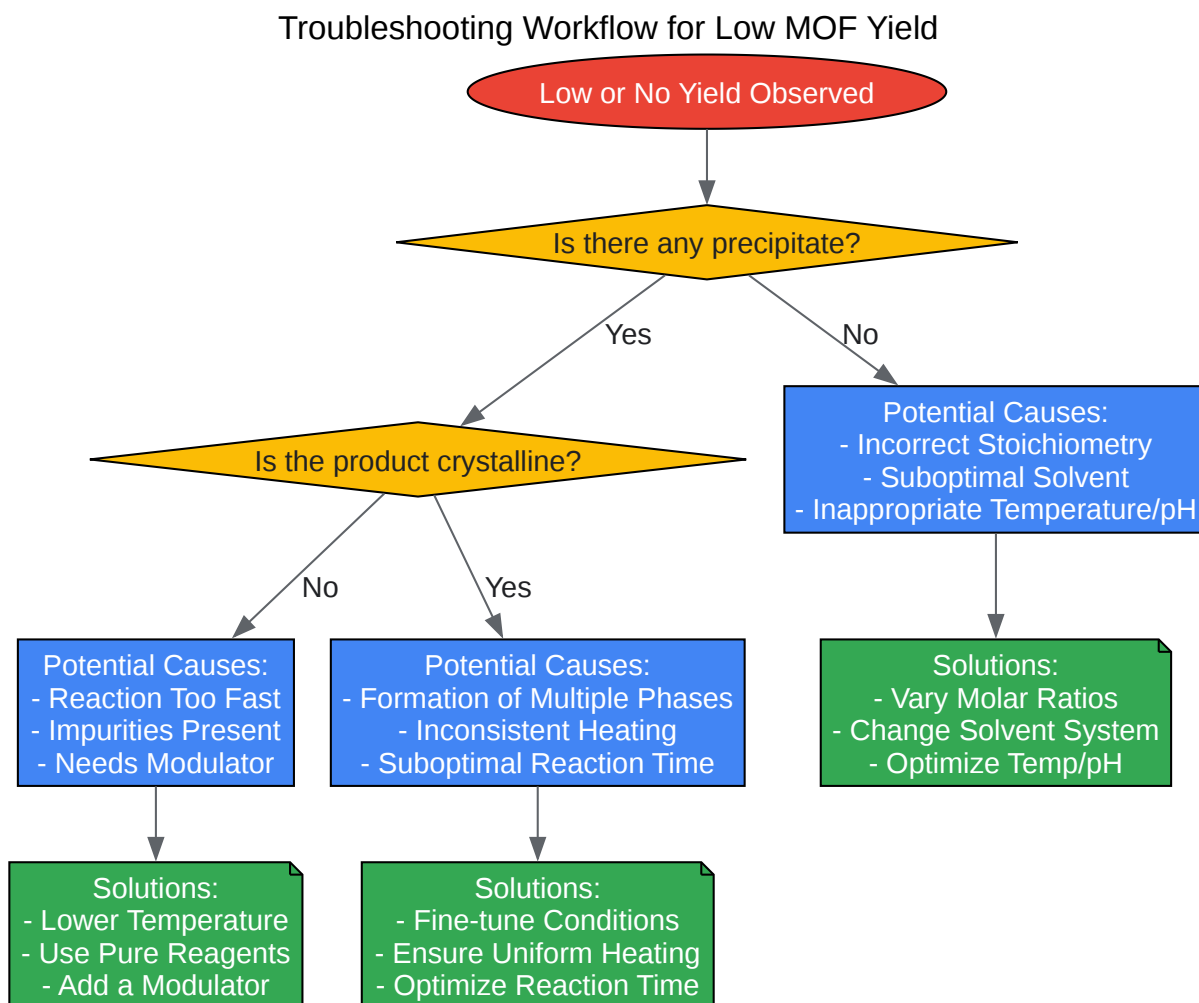 Troubleshooting Workflow for Low MOF Yield
Low or No Yield Observed
Is there any precipitate?
Yes
No
Is the product crystalline?
Potential Causes:
- Incorrect Stoichiometry
- Suboptimal Solvent
- Inappropriate Temperature/pH
No
Yes
Potential Causes:
- Reaction Too Fast
- Impurities Present
- Needs Modulator
Potential Causes:
- Formation of Multiple Phases
- Inconsistent Heating
- Suboptimal Reaction Time
Solutions:
- Vary Molar Ratios
- Change Solvent System
- Optimize Temp/pH
Solutions:
- Lower Temperature
- Use Pure Reagents
- Add a Modulator
Solutions:
- Fine-tune Conditions
- Ensure Uniform Heating
- Optimize Reaction Time